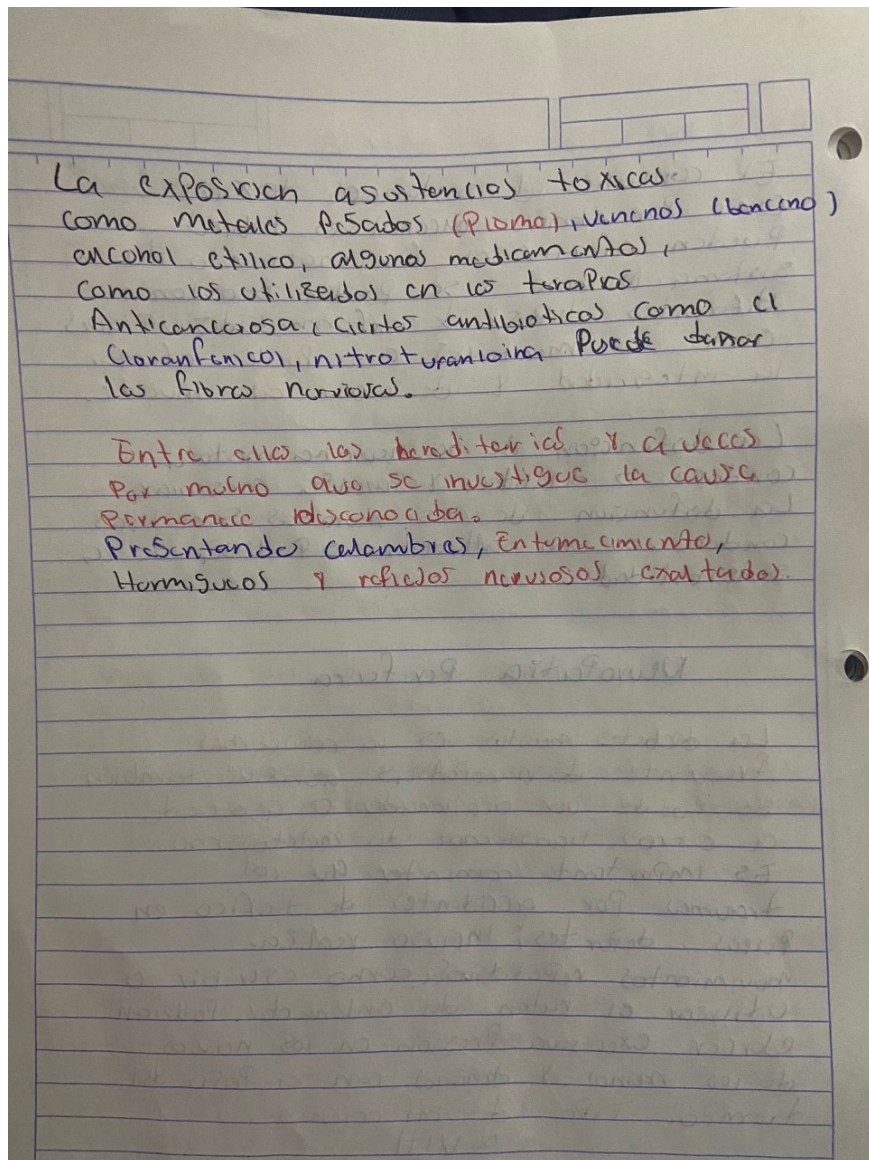 La exposicion a sustencios toxicas
como metales Pesados (Plomo), venenos (benceno)
alcohol etilico, algunos medicamentos,
como los utilizados en las terapias
Anticancerosa, ciertos antibioticos como el
Cloranfenicol, nitrofurantoina Puede danar
las fibras nerviosas.
Entre ellas las hereditarias y a veces
Por mucho que se investigue la causa
permanece desconocida.
Presentando calambres, Entumecimiento,
Hormigueos y reflejos nerviosos exaltados.